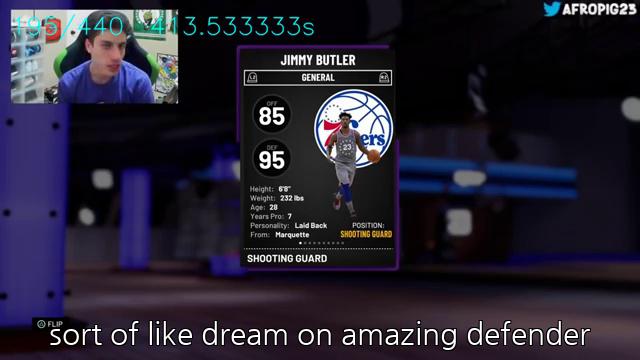 195/440 - 413.533333s
AFROPIG23
JIMMY BUTLER
GENERAL
OFF
85
DEF
95
ers
23
Height: 6'8"
Weight: 232 lbs
Age: 28
Years Pro: 7
Personality: Laid Back
From: Marquette
POSITION:
SHOOTING GUARD
SHOOTING GUARD
FLIP
sort of like dream on amazing defender